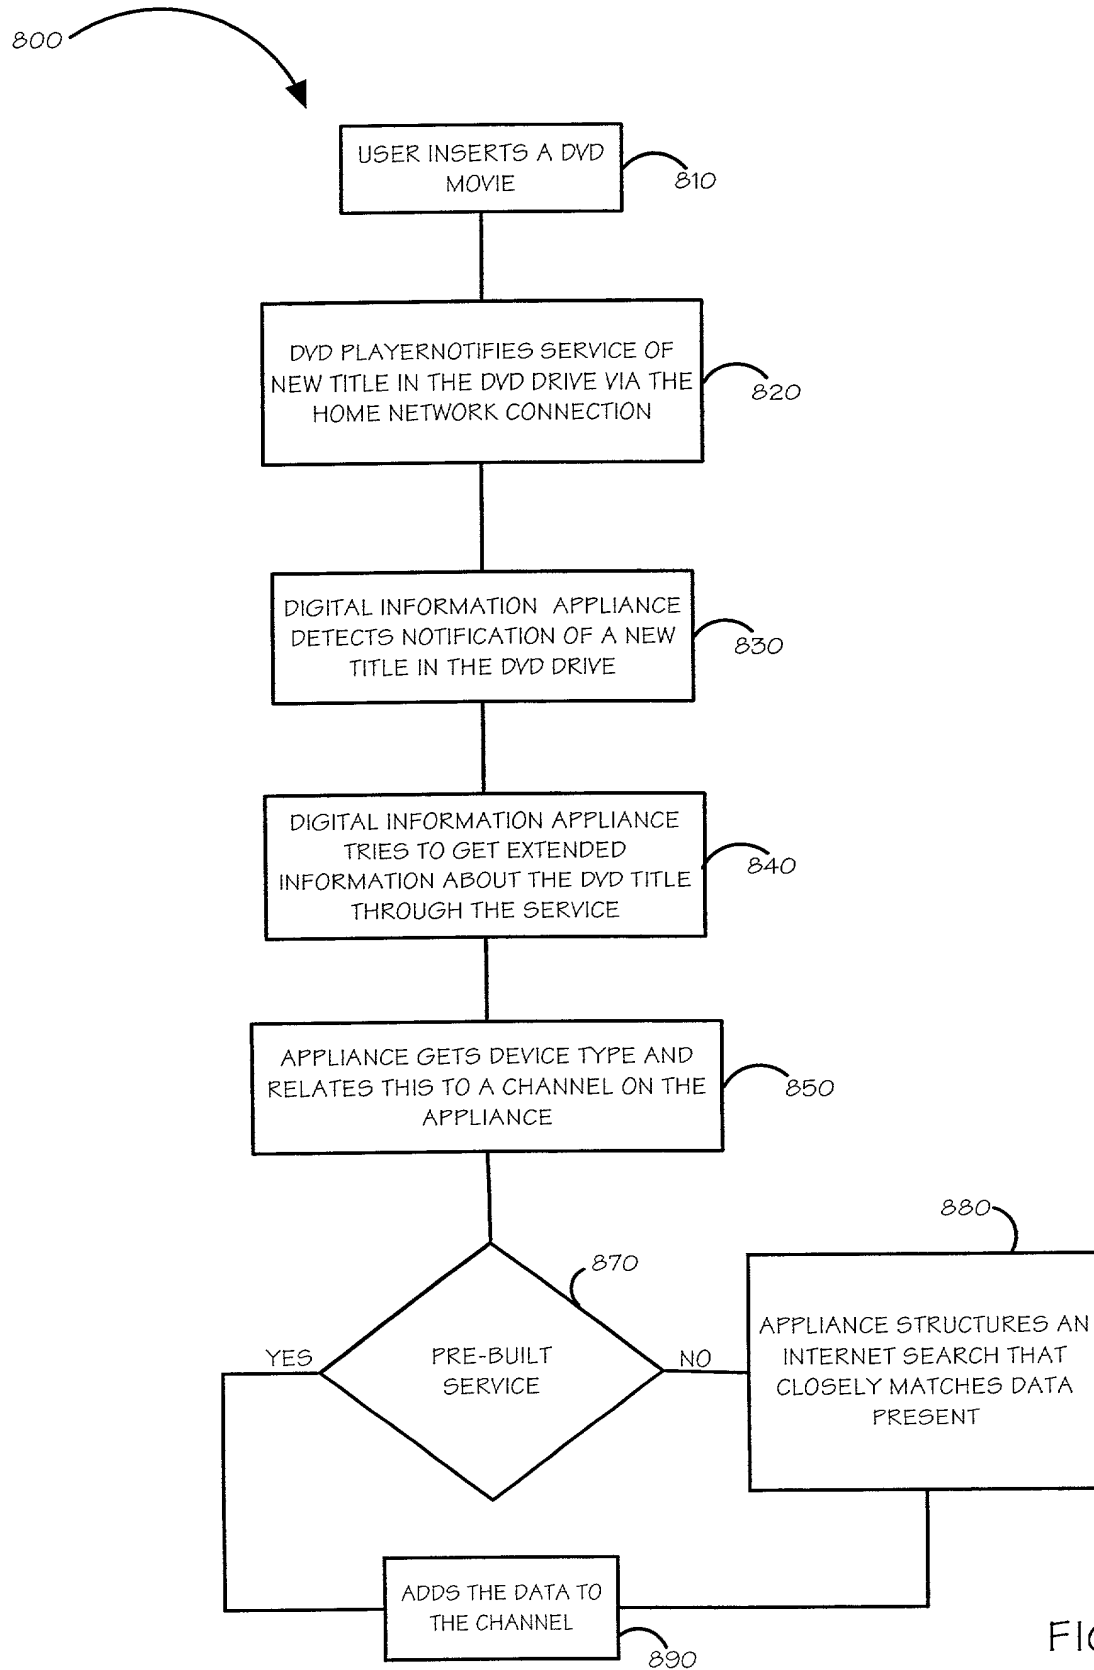 800
USER INSERTS A DVD
MOVIE
810
DVD PLAYERNOTIFIES SERVICE OF
NEW TITLE IN THE DVD DRIVE VIA THE
HOME NETWORK CONNECTION
820
DIGITAL INFORMATION APPLIANCE
DETECTS NOTIFICATION OF A NEW
TITLE IN THE DVD DRIVE
830
DIGITAL INFORMATION APPLIANCE
TRIES TO GET EXTENDED
INFORMATION ABOUT THE DVD TITLE
THROUGH THE SERVICE
840
APPLIANCE GETS DEVICE TYPE AND
RELATES THIS TO A CHANNEL ON THE
APPLIANCE
850
870
PRE-BUILT
SERVICE
YES
NO
880
APPLIANCE STRUCTURES AN
INTERNET SEARCH THAT
CLOSELY MATCHES DATA
PRESENT
ADDS THE DATA TO
THE CHANNEL
890